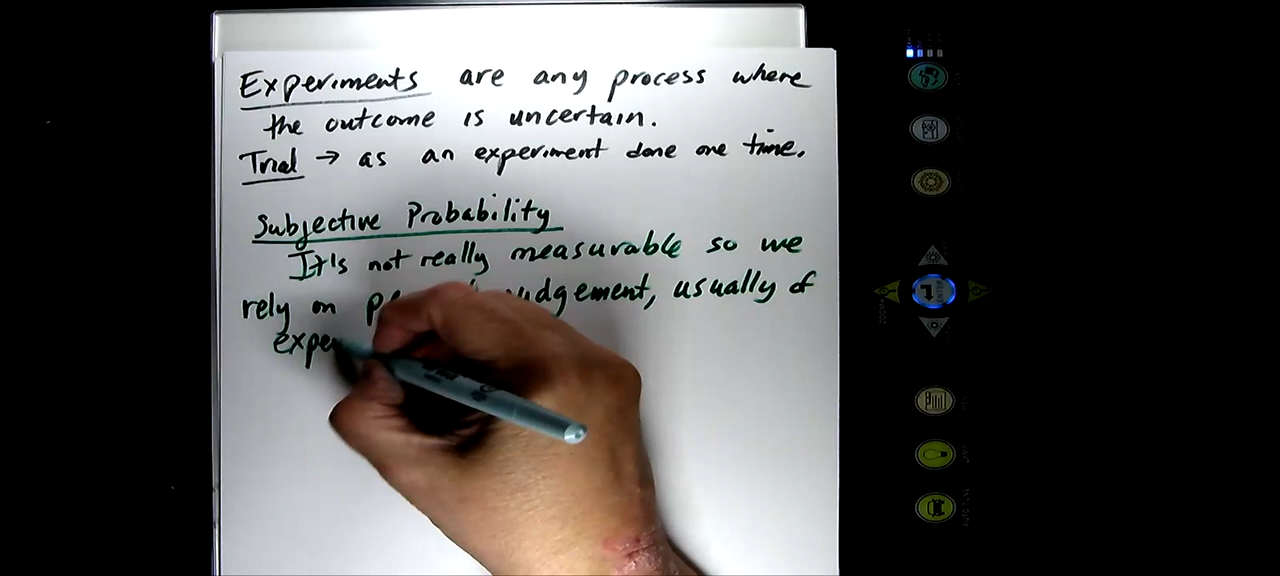 Experiments are any process where
the outcome is uncertain.
Trial → as an experiment done one time.
Subjective Probability
It's not really measurable so we
rely on judgement, usually of